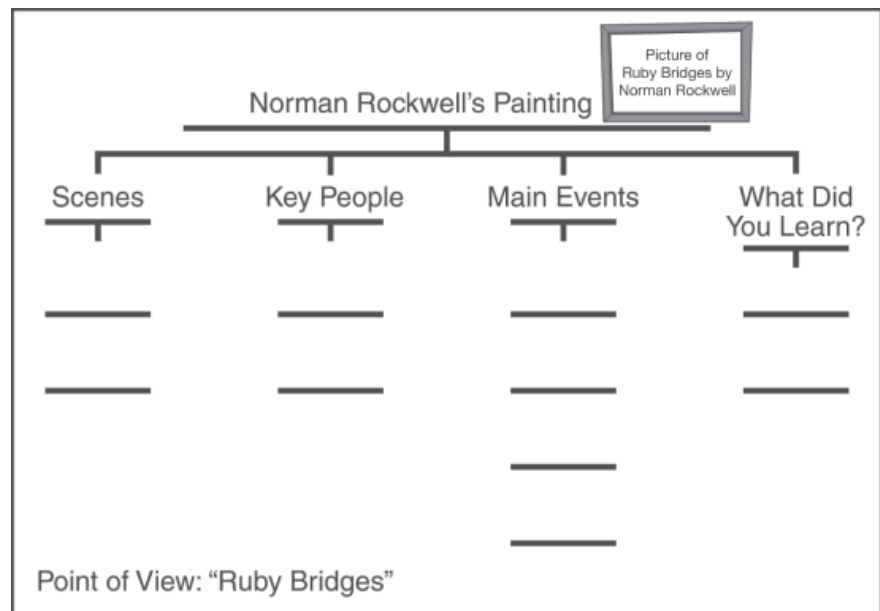 Picture of
Ruby Bridges by
Norman Rockwell
Norman Rockwell’s Painting
Scenes
Key People
Main Events
What Did
You Learn?
Point of View: “Ruby Bridges”